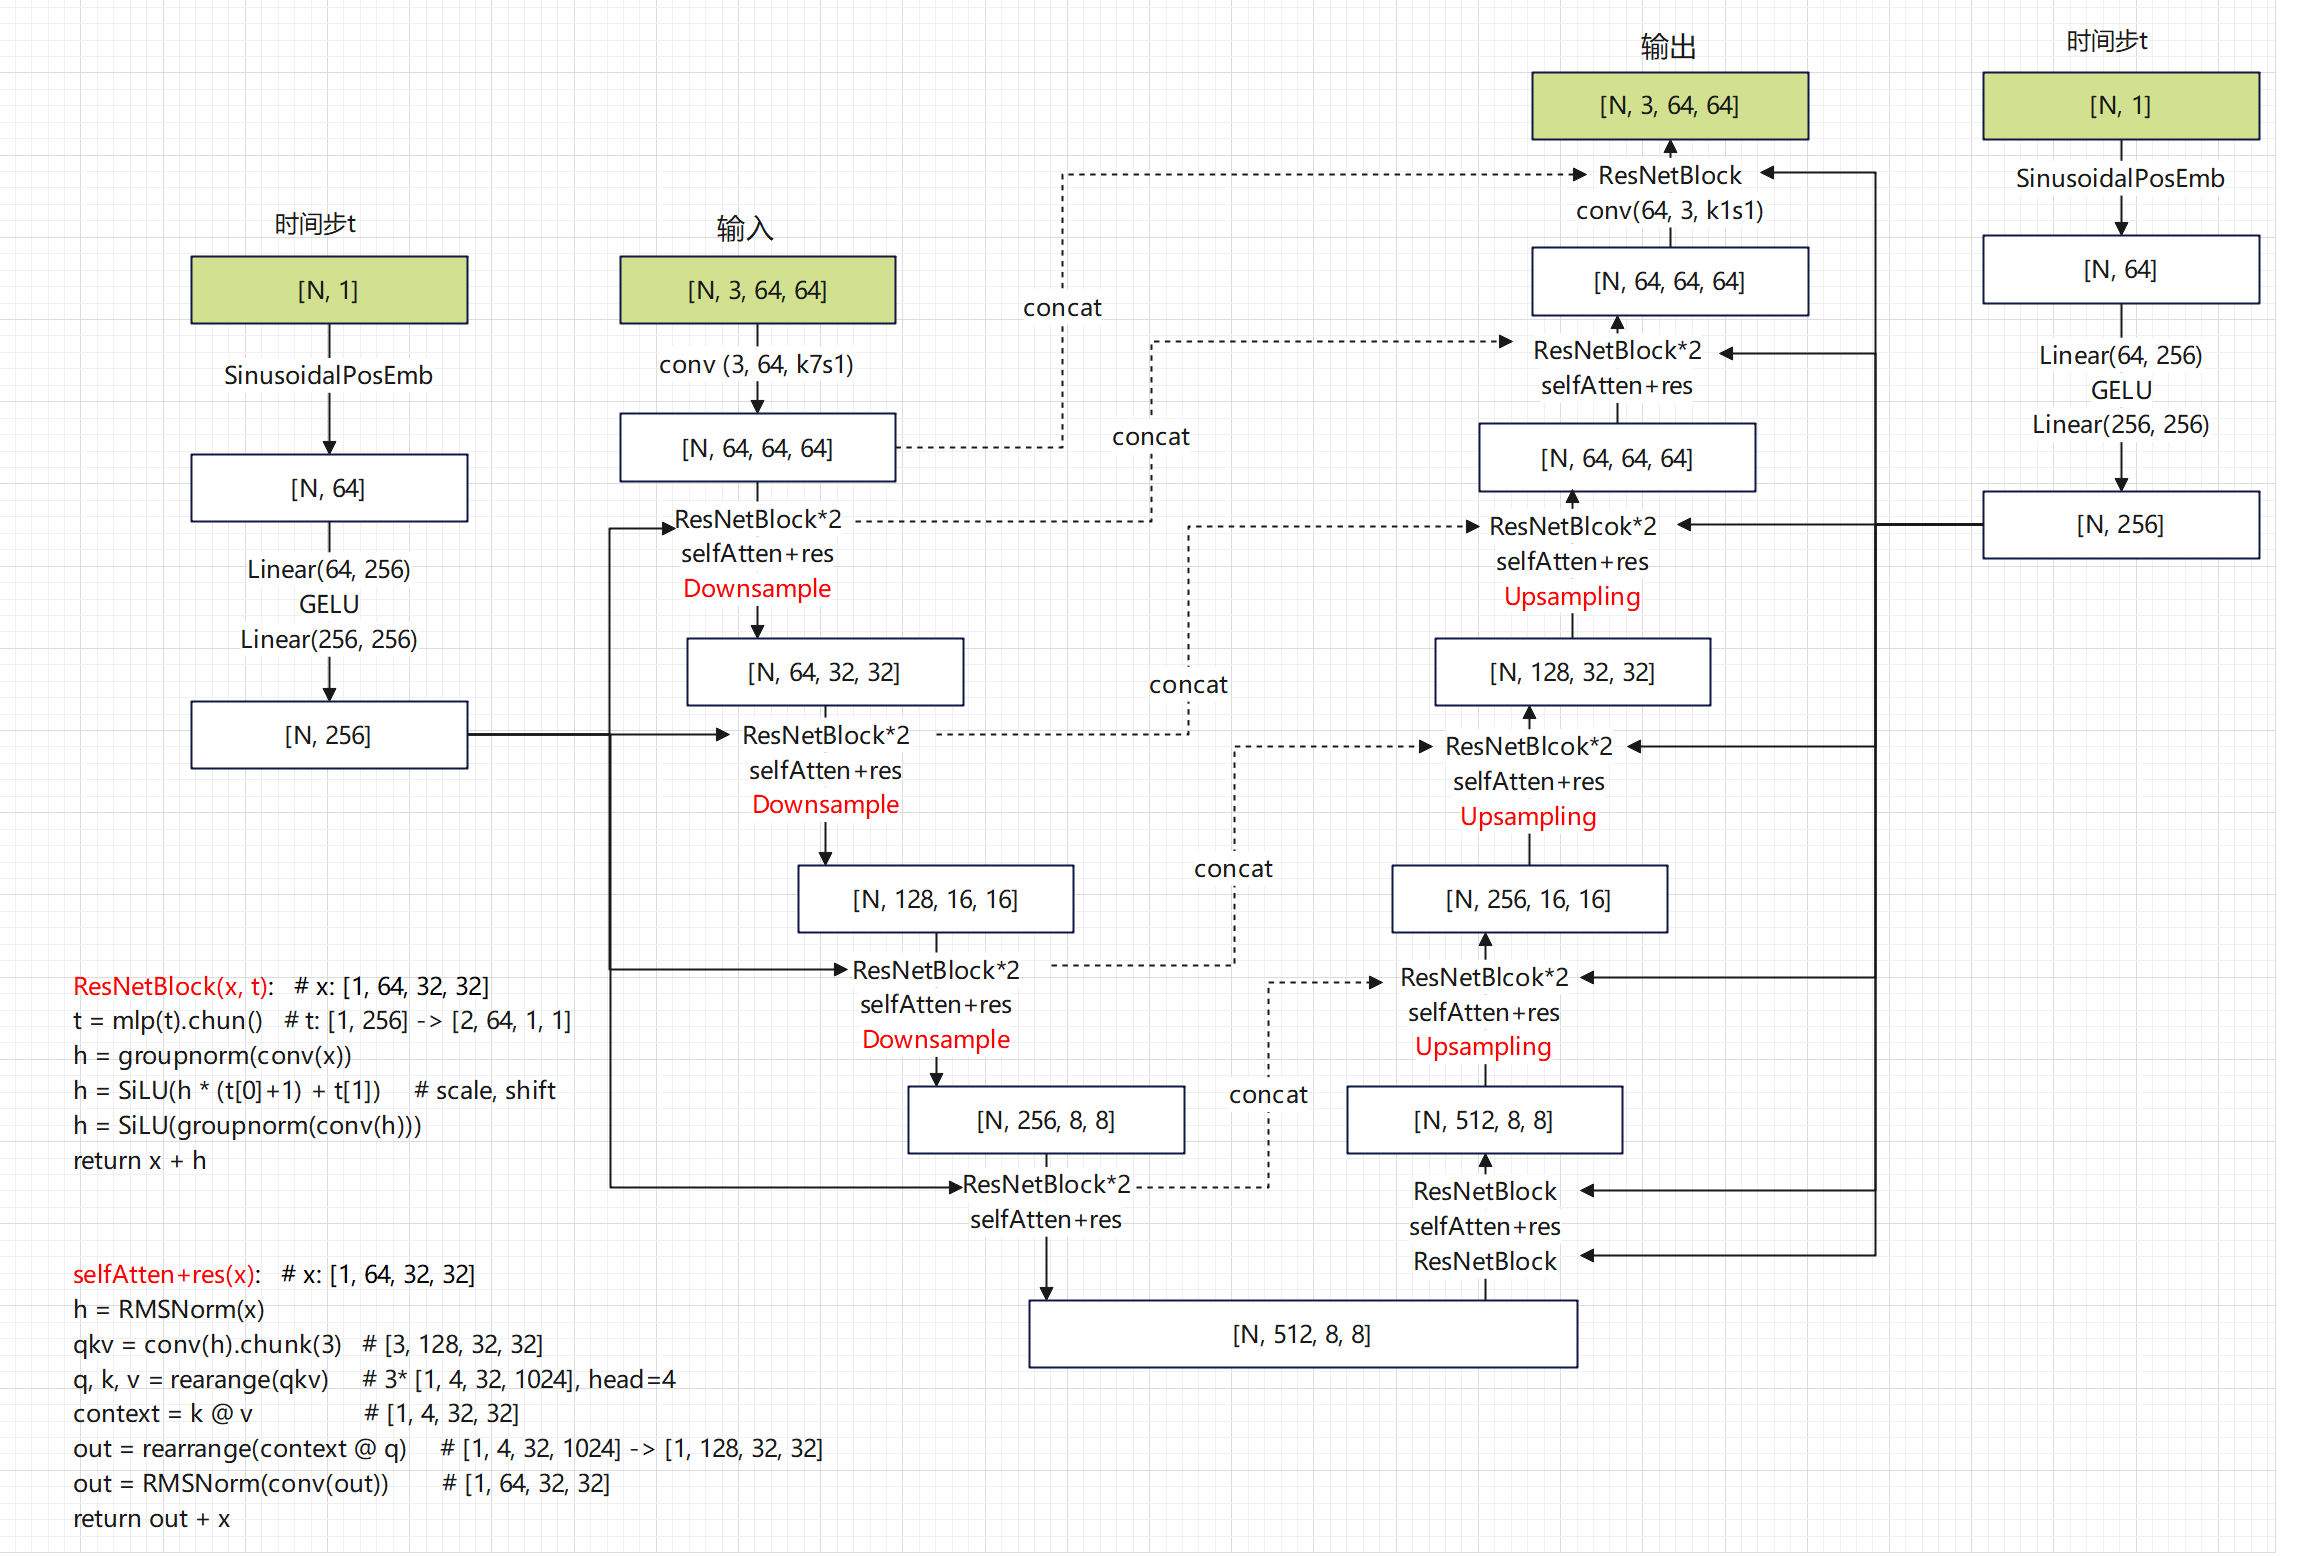 时间步t
[N, 1]
SinusoidalPosEmb
[N, 64]
Linear(64, 256)
GELU
Linear(256, 256)
[N, 256]
输入
[N, 3, 64, 64]
conv (3, 64, k7s1)
[N, 64, 64, 64]
ResNetBlock*2
selfAtten+res
Downsample
[N, 64, 32, 32]
ResNetBlock*2
selfAtten+res
Downsample
[N, 128, 16, 16]
ResNetBlock*2
selfAtten+res
Downsample
[N, 256, 8, 8]
ResNetBlock*2
selfAtten+res
[N, 512, 8, 8]
concat
concat
concat
concat
concat
输出
[N, 3, 64, 64]
ResNetBlock
conv(64, 3, k1s1)
[N, 64, 64, 64]
ResNetBlock*2
selfAtten+res
[N, 64, 64, 64]
ResNetBlcok*2
selfAtten+res
Upsampling
[N, 128, 32, 32]
ResNetBlcok*2
selfAtten+res
Upsampling
[N, 256, 16, 16]
ResNetBlcok*2
selfAtten+res
Upsampling
[N, 512, 8, 8]
ResNetBlock
selfAtten+res
ResNetBlock
时间步t
[N, 1]
SinusoidalPosEmb
[N, 64]
Linear(64, 256)
GELU
Linear(256, 256)
[N, 256]
ResNetBlock(x, t): # x: [1, 64, 32, 32]
t = mlp(t).chun() # t: [1, 256] -> [2, 64, 1, 1]
h = groupnorm(conv(x))
h = SiLU(h * (t[0]+1) + t[1]) # scale, shift
h = SiLU(groupnorm(conv(h)))
return x + h
selfAtten+res(x): # x: [1, 64, 32, 32]
h = RMSNorm(x)
qkv = conv(h).chunk(3) # [3, 128, 32, 32]
q, k, v = rearange(qkv) # 3* [1, 4, 32, 1024], head=4
context = k @ v # [1, 4, 32, 32]
out = rearrange(context @ q) # [1, 4, 32, 1024] -> [1, 128, 32, 32]
out = RMSNorm(conv(out)) # [1, 64, 32, 32]
return out + x